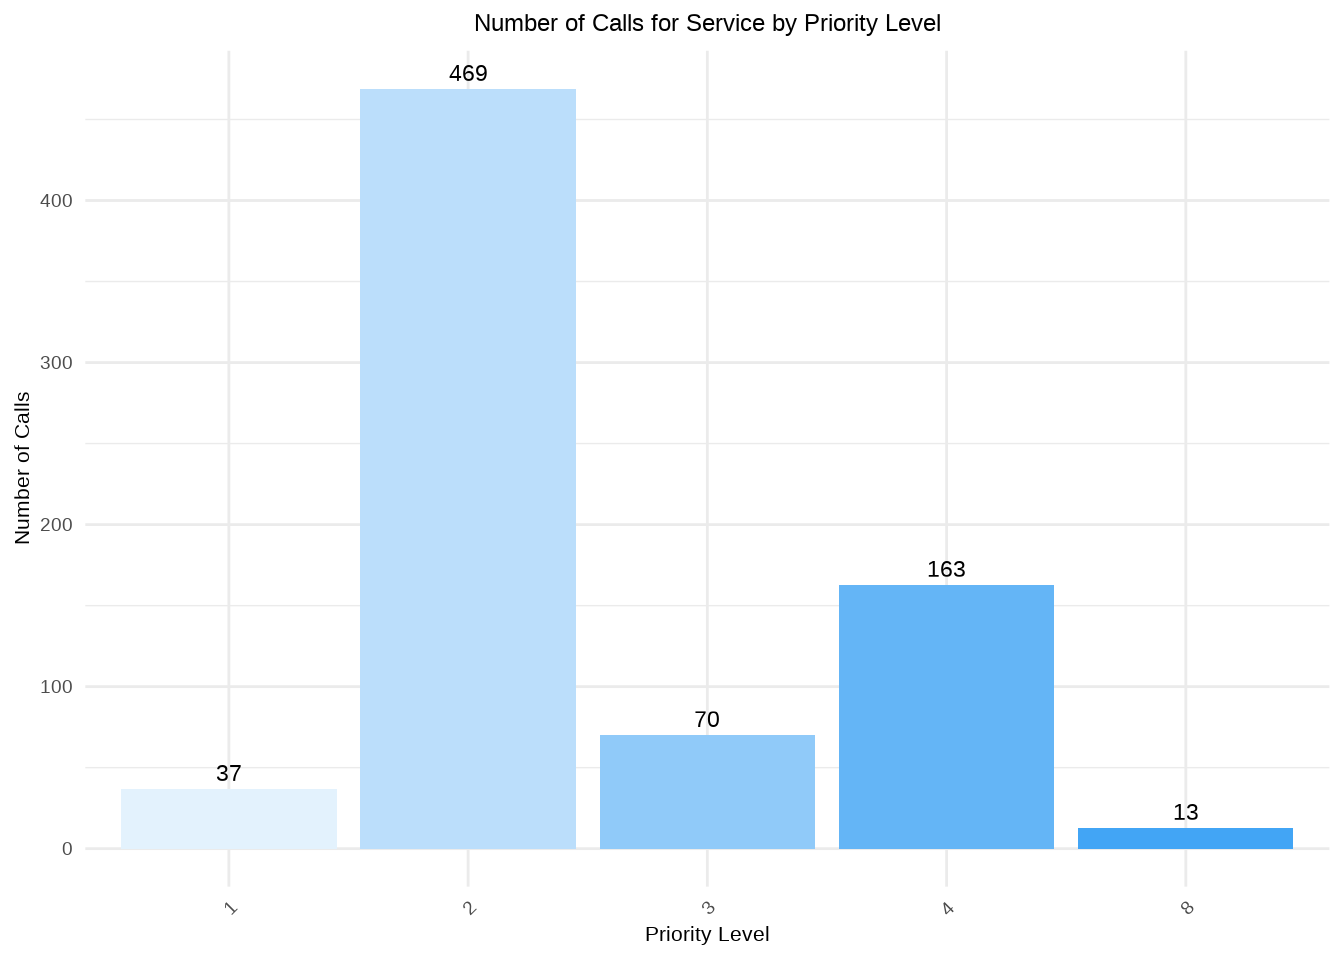 Number of Calls for Service by Priority Level
469
400
300
Number of Calls
200
163
100
70
37
13
0
1 2 3 4 8
Priority Level